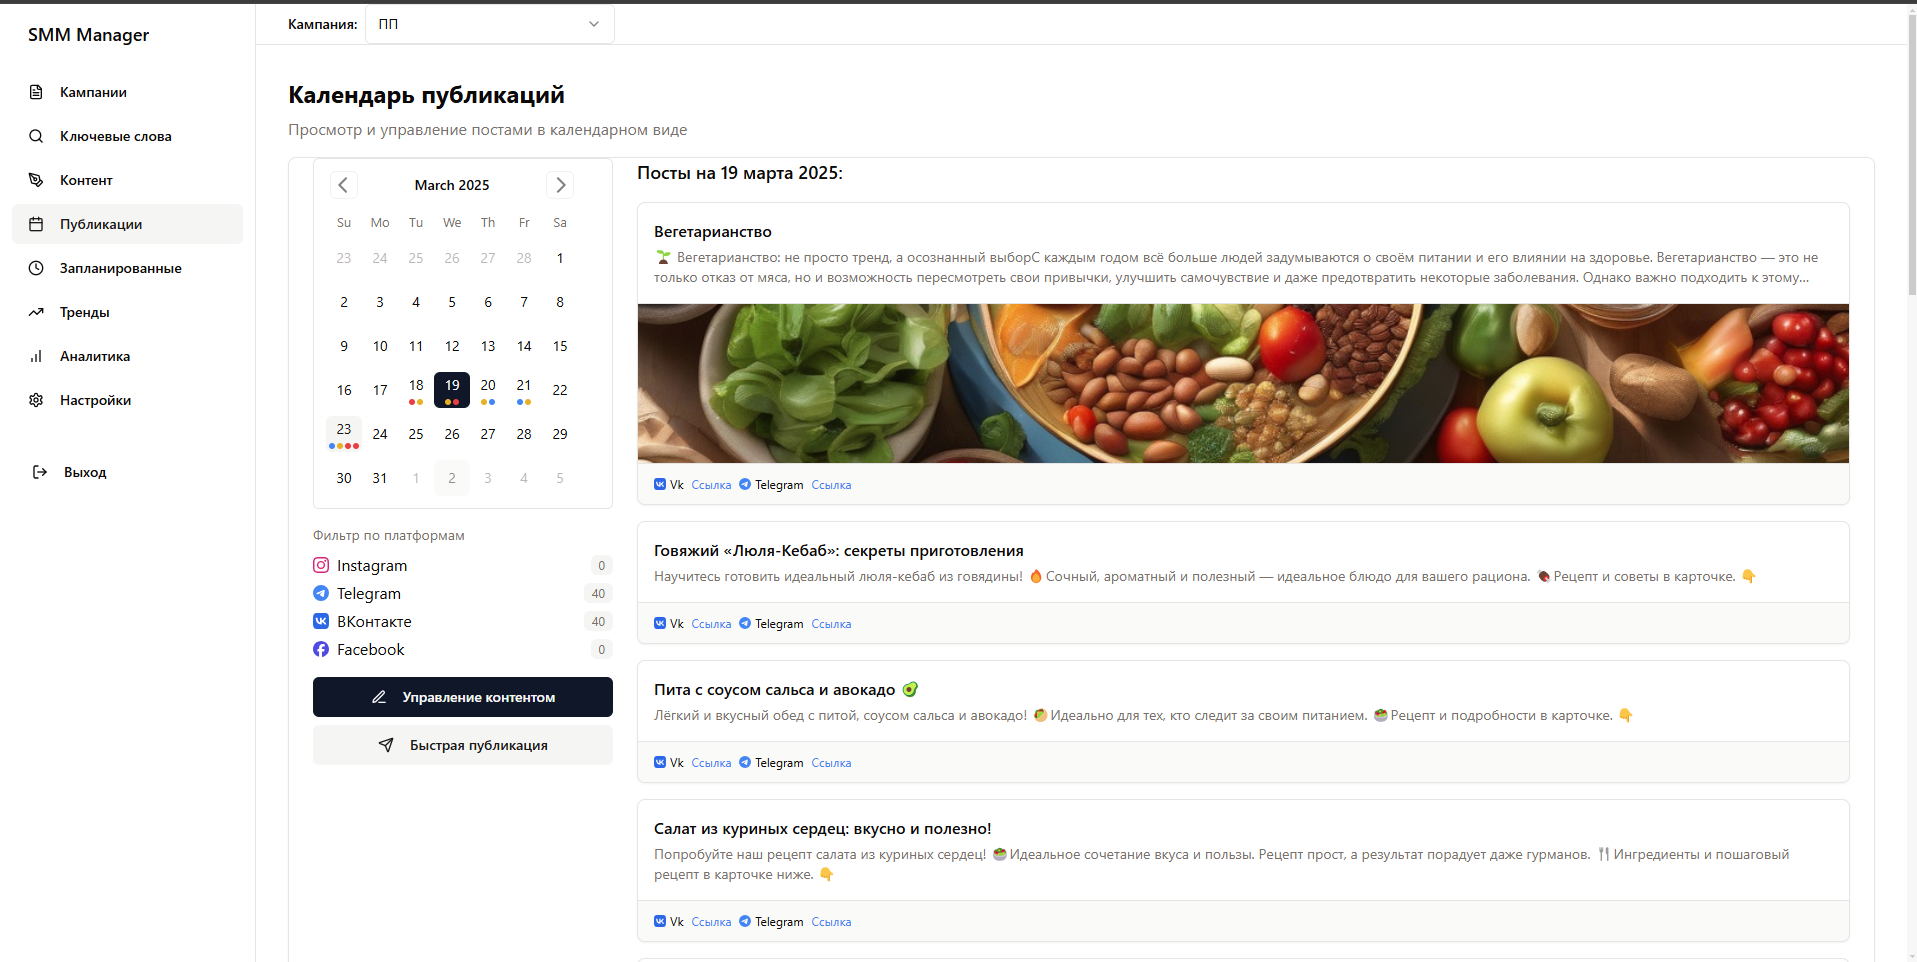 SMM Manager
Кампании
Ключевые слова
Контент
Публикации
Запланированные
Тренды
Аналитика
Настройки
Выход
Кампания: ПП
Календарь публикаций
Просмотр и управление постами в календарном виде
March 2025
Su Mo Tu We Th Fr Sa
23 24 25 26 27 28 1
2 3 4 5 6 7 8
9 10 11 12 13 14 15
16 17 18 19 20 21 22
23 24 25 26 27 28 29
30 31 1 2 3 4 5
Фильтр по платформам
Instagram 0
Telegram 40
ВКонтакте 40
Facebook 0
Управление контентом
Быстрая публикация
Посты на 19 марта 2025:
Вегетарианство
🌱 Вегетарианство: не просто тренд, а осознанный выборС каждым годом всё больше людей задумываются о своём питании и его влиянии на здоровье. Вегетарианство — это не
только отказ от мяса, но и возможность пересмотреть свои привычки, улучшить самочувствие и даже предотвратить некоторые заболевания. Однако важно подходить к этому...
Vk Ссылка Telegram Ссылка
Говяжий «Люля-Кебаб»: секреты приготовления
Научитесь готовить идеальный люля-кебаб из говядины! 🔥 Сочный, ароматный и полезный — идеальное блюдо для вашего рациона. 🍖 Рецепт и советы в карточке. 👇
Vk Ссылка Telegram Ссылка
Пита с соусом сальса и авокадо 🥑
Лёгкий и вкусный обед с питой, соусом сальса и авокадо! 🌮 Идеально для тех, кто следит за своим питанием. 🥗 Рецепт и подробности в карточке. 👇
Vk Ссылка Telegram Ссылка
Салат из куриных сердец: вкусно и полезно!
Попробуйте наш рецепт салата из куриных сердец! 🥗 Идеальное сочетание вкуса и пользы. Рецепт прост, а результат порадует даже гурманов. 🍴 Ингредиенты и пошаговый
рецепт в карточке ниже. 👇
Vk Ссылка Telegram Ссылка